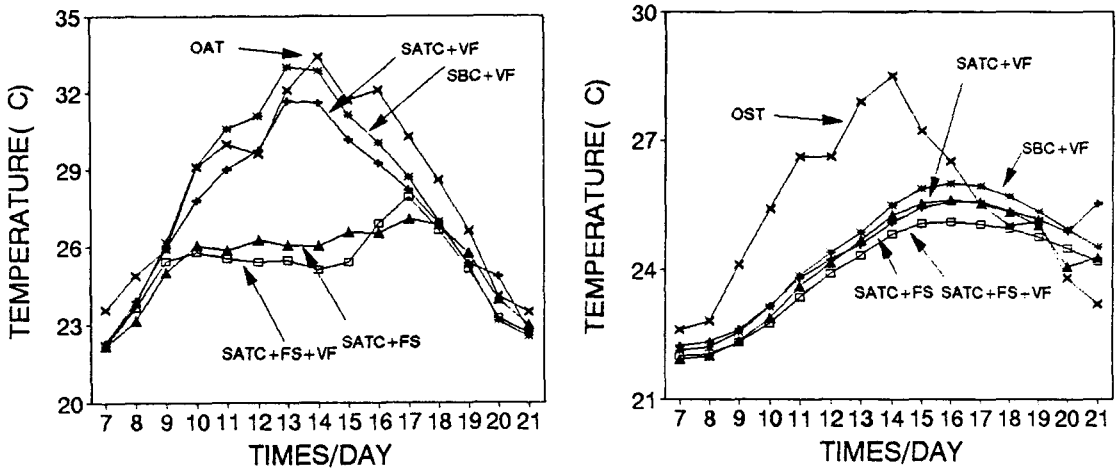 35
32
29
26
23
20
TEMPERATURE( C)
OAT
SATC+VF
SBC+VF
SATC+FS
SATC+FS+VF
7 8 9 10 11 12 13 14 15 16 17 18 19 20 21
TIMES/DAY
30
27
24
21
TEMPERATURE( C)
SATC+VF
OST
SBC+VF
SATC+FS SATC+FS+VF
7 8 9 10 11 12 13 14 15 16 17 18 19 20 21
TIMES/DAY